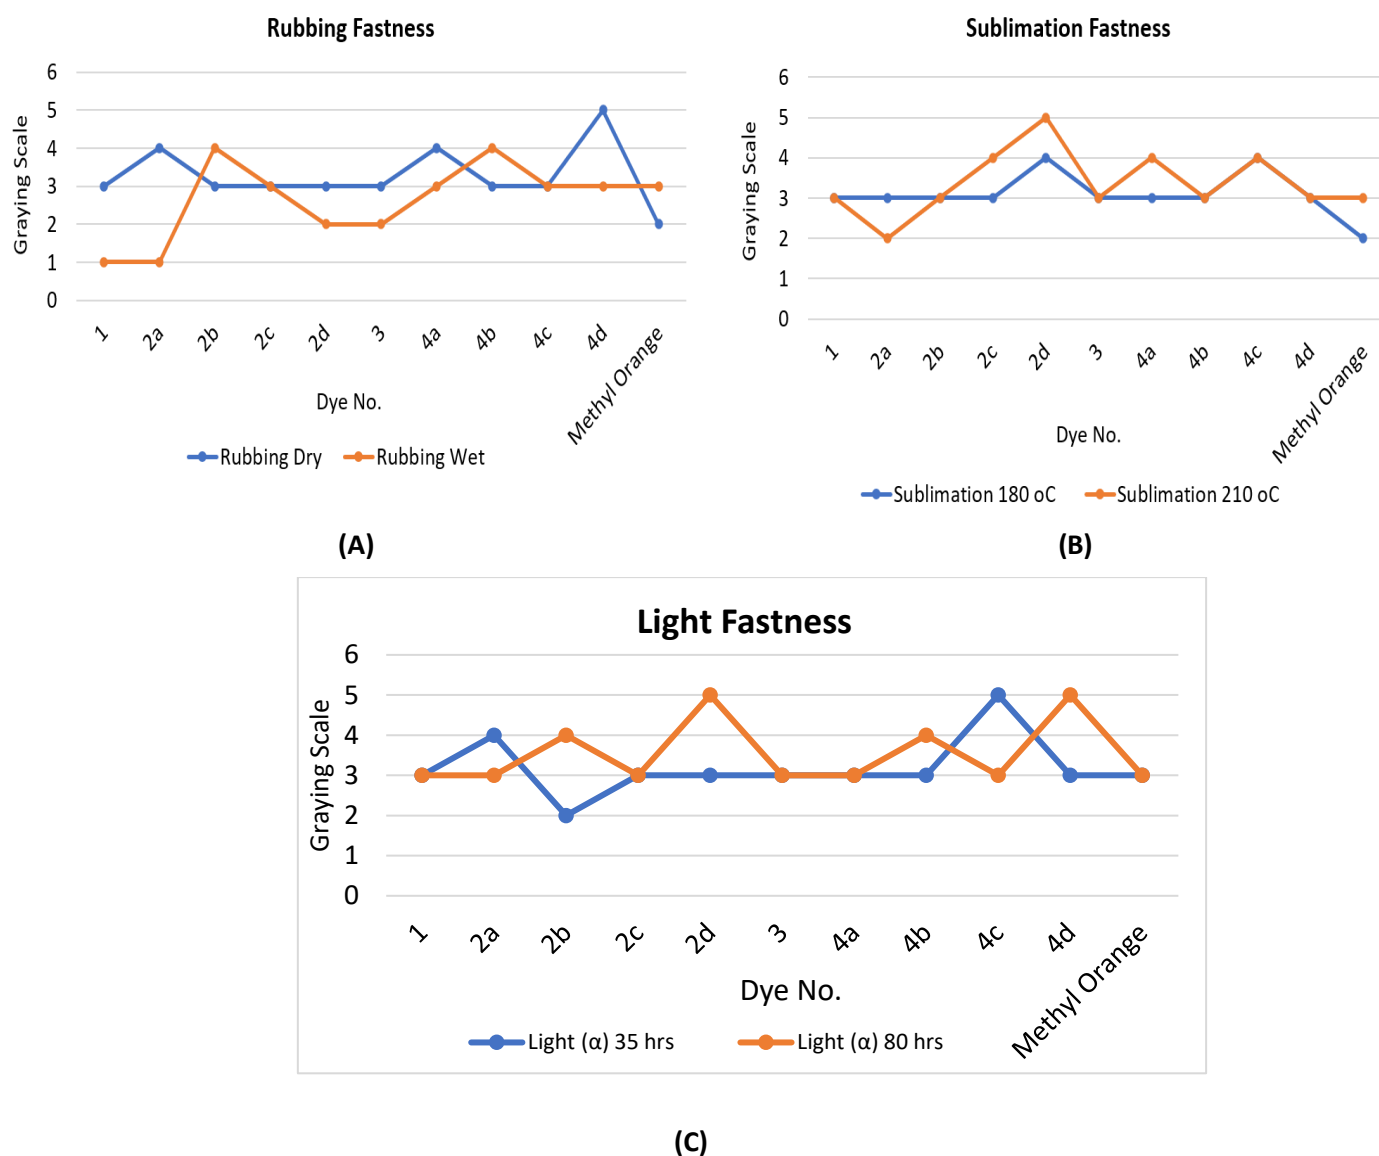 Rubbing Fastness
Graying Scale
6
5
4
3
2
1
0
1 2a 2b 2c 2d 3 4a 4b 4c 4d Methyl Orange
Dye No.
Rubbing Dry Rubbing Wet
(A)
Sublimation Fastness
Graying Scale
6
5
4
3
2
1
0
1 2a 2b 2c 2d 3 4a 4b 4c 4d Methyl Orange
Dye No.
Sublimation 180 oC Sublimation 210 oC
(B)
Light Fastness
Graying Scale
6
5
4
3
2
1
0
1 2a 2b 2c 2d 3 4a 4b 4c 4d Methyl Orange
Dye No.
Light (α) 35 hrs Light (α) 80 hrs
(C)